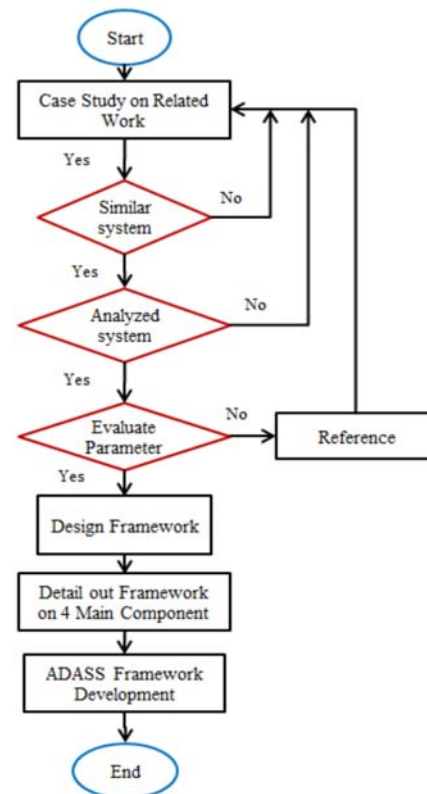 Start
Case Study on Related
Work
Yes
No
Similar
system
Yes
No
Analyzed
system
Yes
No
Evaluate
Parameter
Reference
Yes
Design Framework
Detail out Framework
on 4 Main Component
ADASS Framework
Development
End